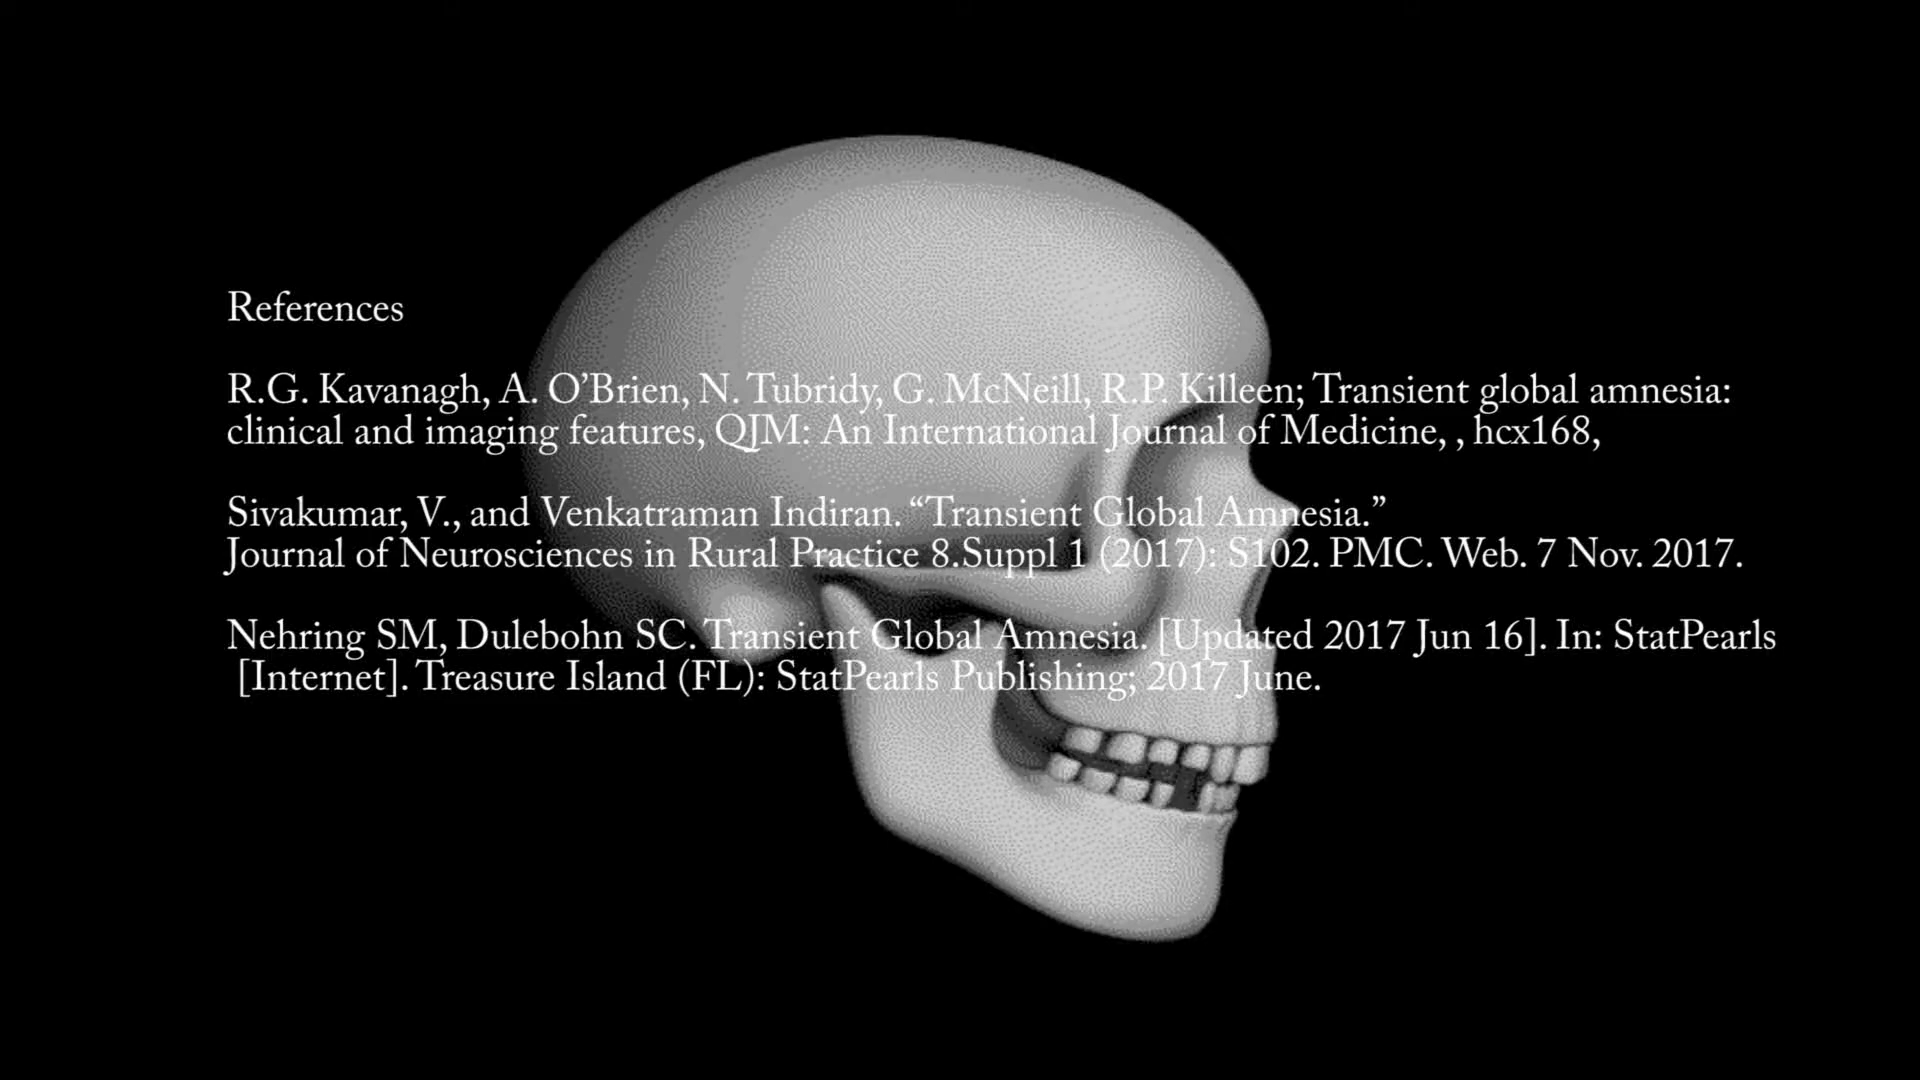 References
R.G. Kavanagh, A. O’Brien, N. Tubridy, G. McNeill, R.P. Killeen; Transient global amnesia:
clinical and imaging features, QJM: An International Journal of Medicine, , hcx168,
Sivakumar, V., and Venkatraman Indiran. “Transient Global Amnesia.”
Journal of Neurosciences in Rural Practice 8.Suppl 1 (2017): S102. PMC. Web. 7 Nov. 2017.
Nehring SM, Dulebohn SC. Transient Global Amnesia. [Updated 2017 Jun 16]. In: StatPearls
[Internet]. Treasure Island (FL): StatPearls Publishing; 2017 June.